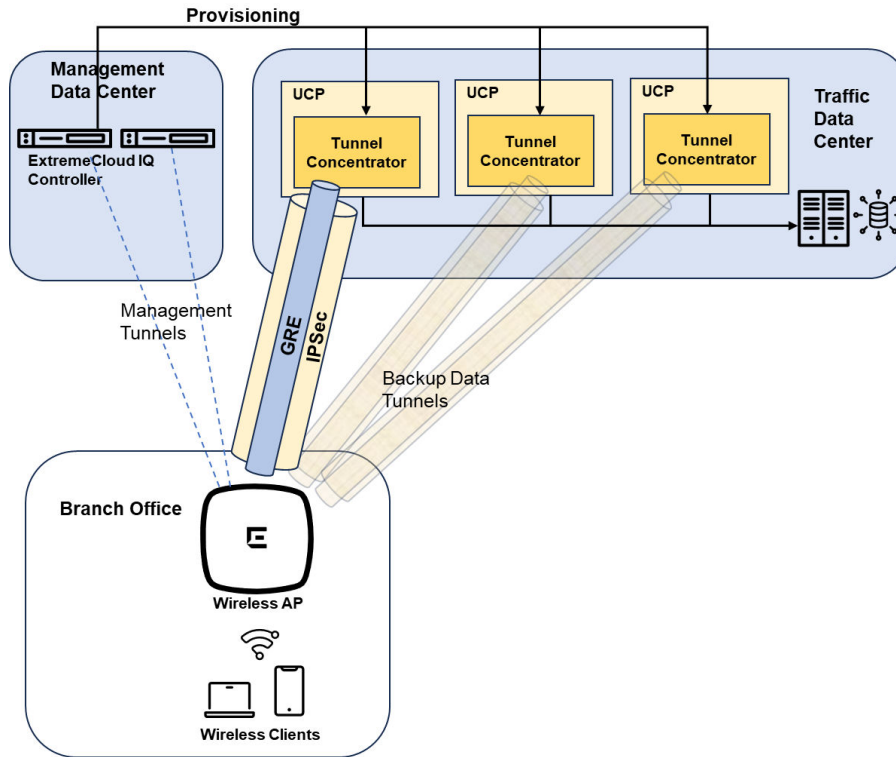 Provisioning
Management
Data Center
ExtremeCloud IQ
Controller
UCP
Tunnel
Concentrator
UCP
Tunnel
Concentrator
UCP
Tunnel
Concentrator
Traffic
Data
Center
Management
Tunnels
GRE
IPSec
Backup Data
Tunnels
Branch Office
Wireless AP
Wireless Clients